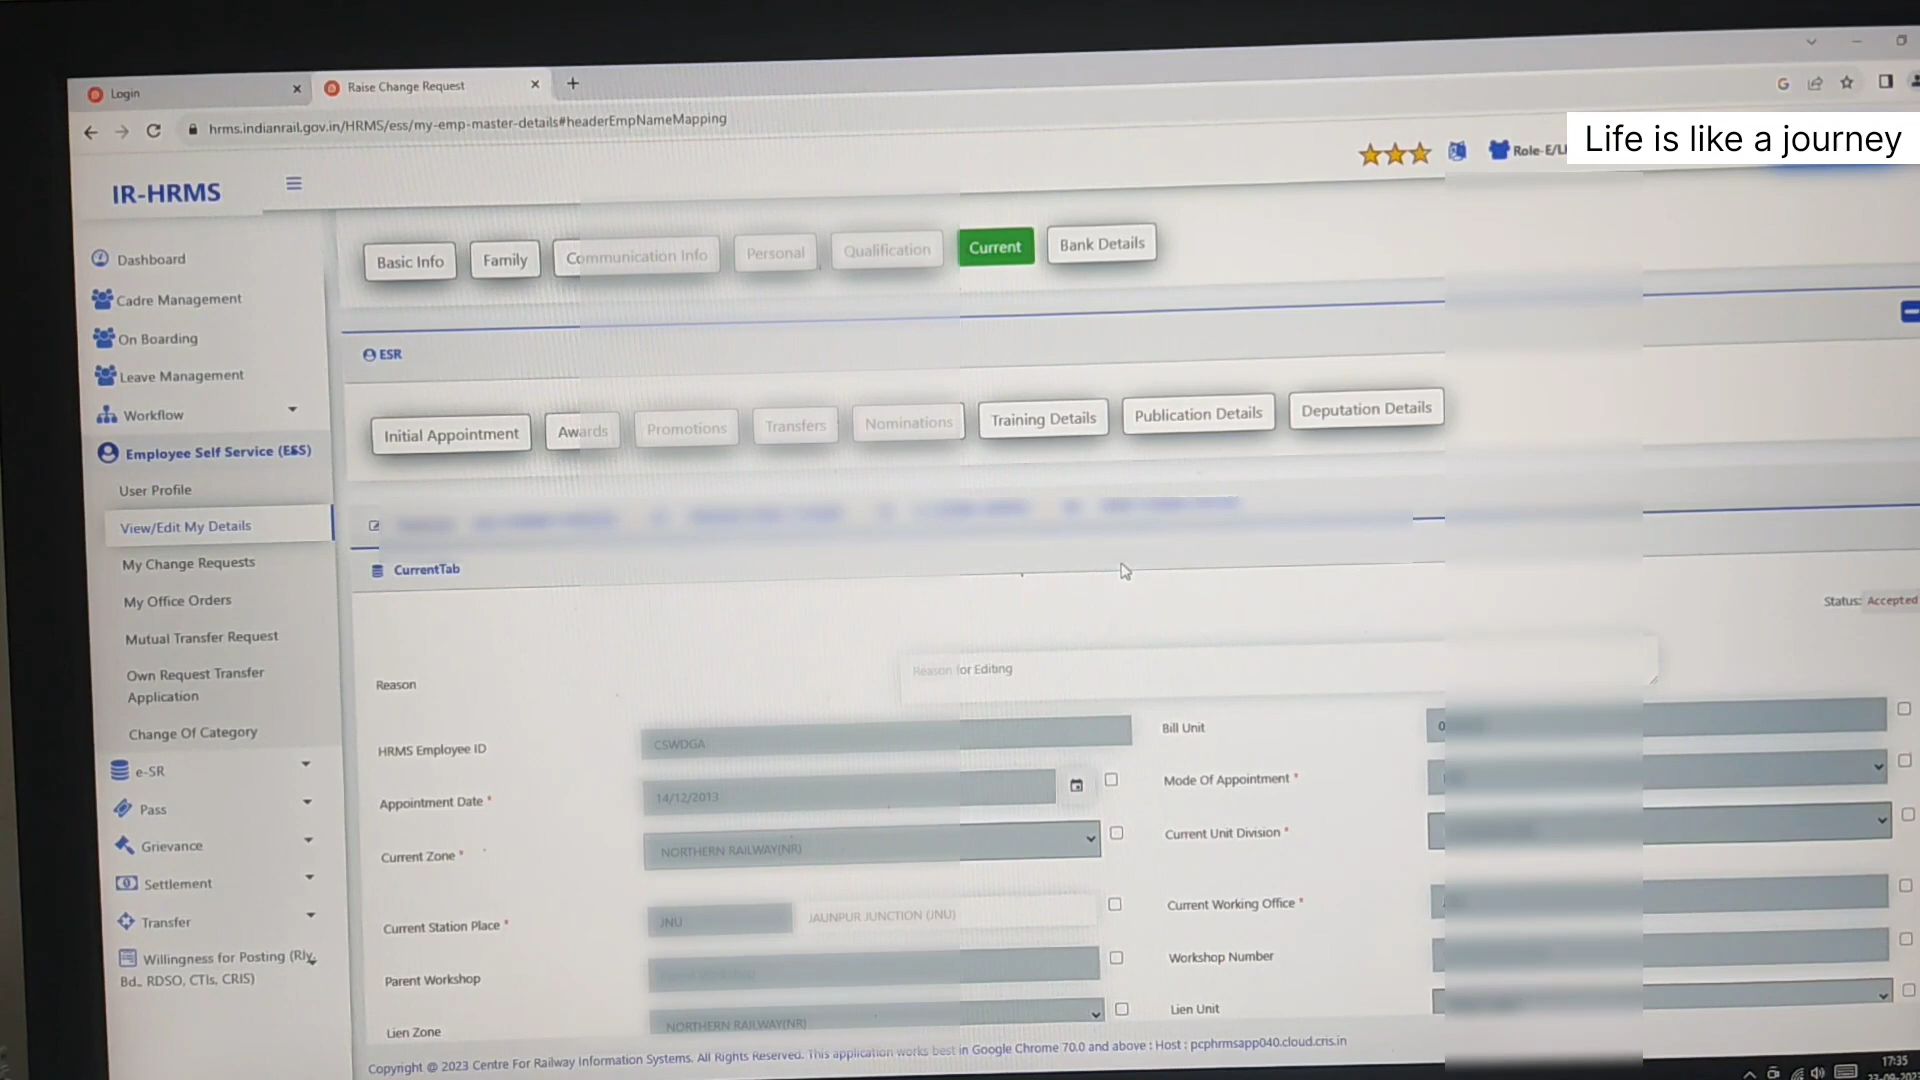 Login
Raise Change Request
hrms.indianrail.gov.in/HRMS/ess/my-emp-master-details#headerEmpNameMapping
Life is like a journey
Role-E/LI
IR-HRMS
Dashboard
Cadre Management
On Boarding
Leave Management
Workflow
Employee Self Service (ESS)
User Profile
View/Edit My Details
My Change Requests
My Office Orders
Mutual Transfer Request
Own Request Transfer
Application
Change Of Category
e-SR
Pass
Grievance
Settlement
Transfer
Willingness for Posting (Rly.
Bd., RDSO, CTIs, CRIS)
Basic Info Family Communication Info Personal Qualification Current Bank Details
ESR
Initial Appointment Awards Promotions Transfers Nominations Training Details Publication Details Deputation Details
CurrentTab
Status: Accepted
Reason Reason for Editing
HRMS Employee ID CSWDGA Bill Unit 0
Appointment Date * 14/12/2013 Mode Of Appointment *
Current Zone * NORTHERN RAILWAY(NR) Current Unit Division *
Current Station Place * JNU JAUNPUR JUNCTION (JNU) Current Working Office *
Parent Workshop Workshop Number
Lien Zone NORTHERN RAILWAY(NR) Lien Unit
Copyright @ 2023 Centre For Railway Information Systems. All Rights Reserved. This application works best in Google Chrome 70.0 and above : Host : pcphrmsapp040.cloud.cris.in
17:35